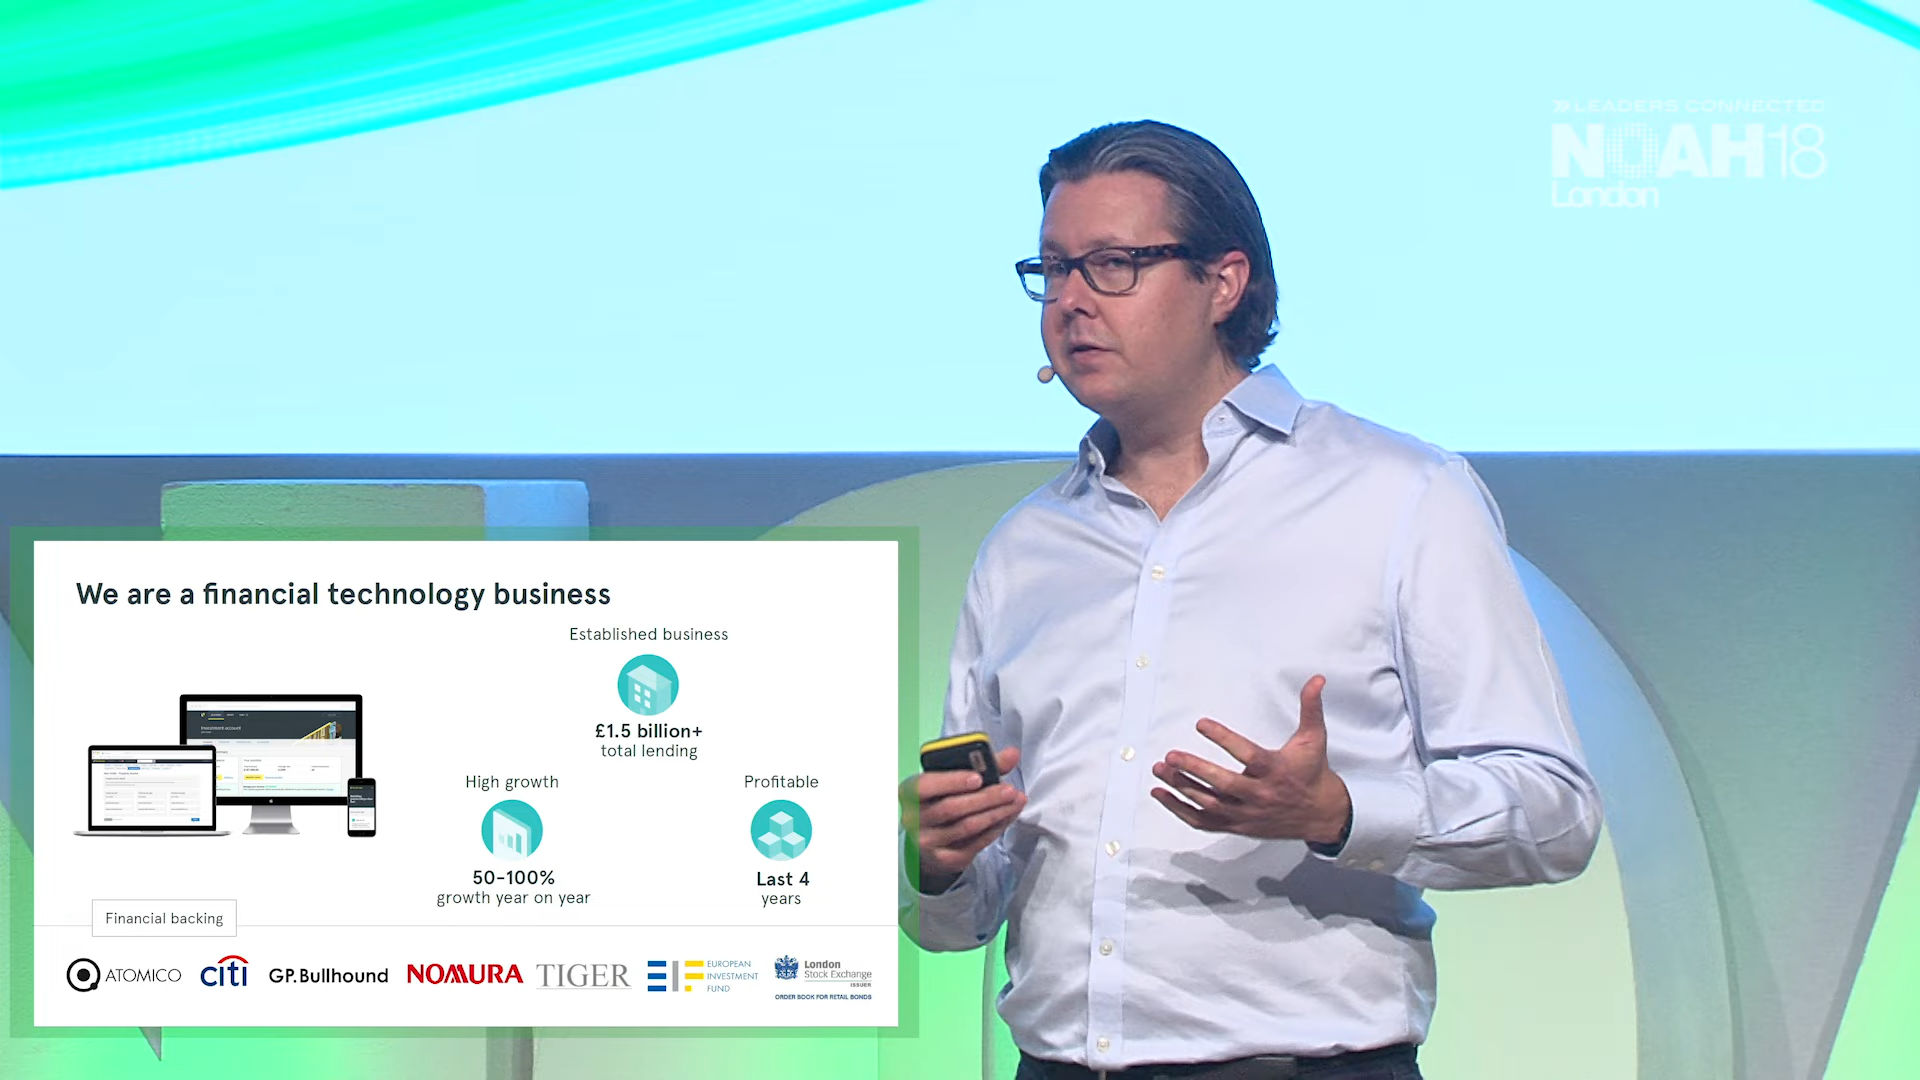 LEADERS CONNECTED
NOAH18
London
We are a financial technology business
Established business
£1.5 billion+
total lending
High growth
50-100%
growth year on year
Profitable
Last 4
years
Financial backing
ATOMICO
citi
GP.Bullhound
NOMURA
TIGER
EIF EUROPEAN
INVESTMENT
FUND
London
Stock Exchange
ISSUER
ORDER BOOK FOR RETAIL BONDS